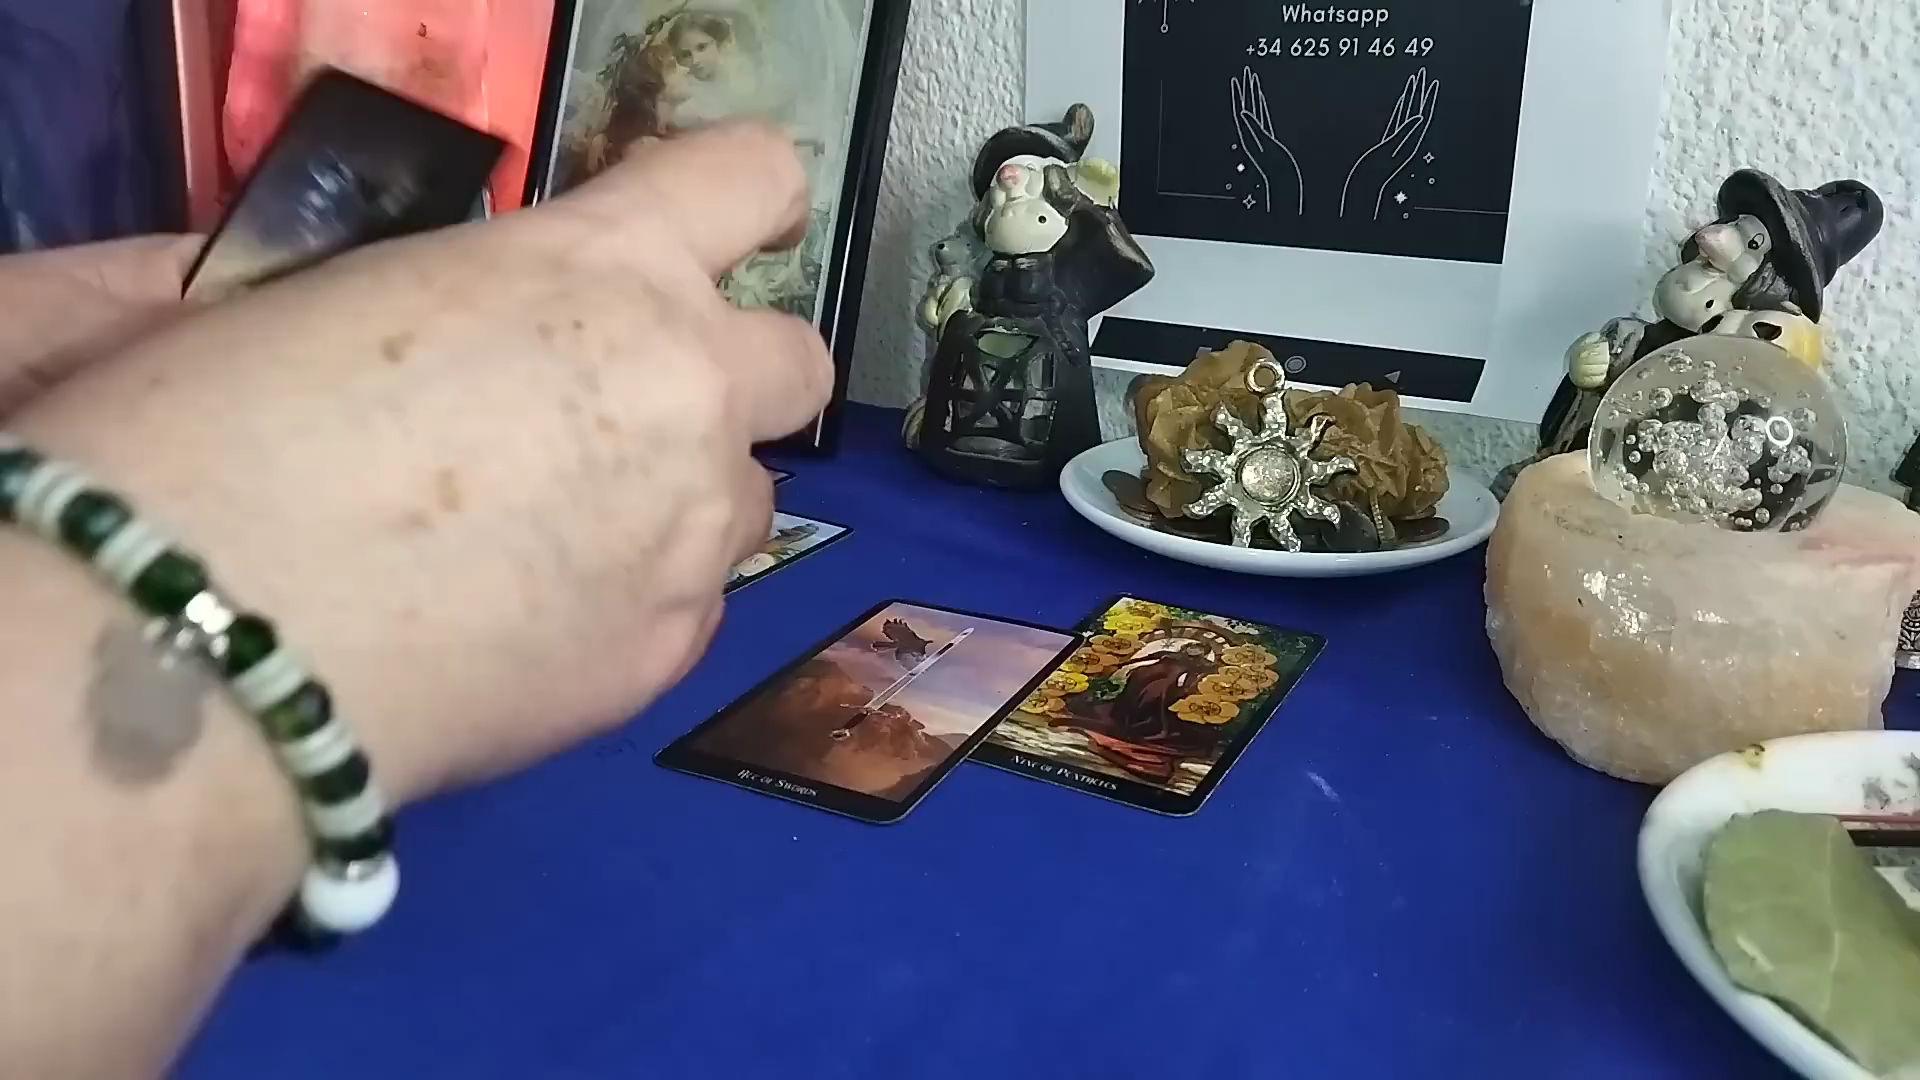 Whatsapp
+34 625 91 46 49
Ace of Swords
Nine of Pentacles